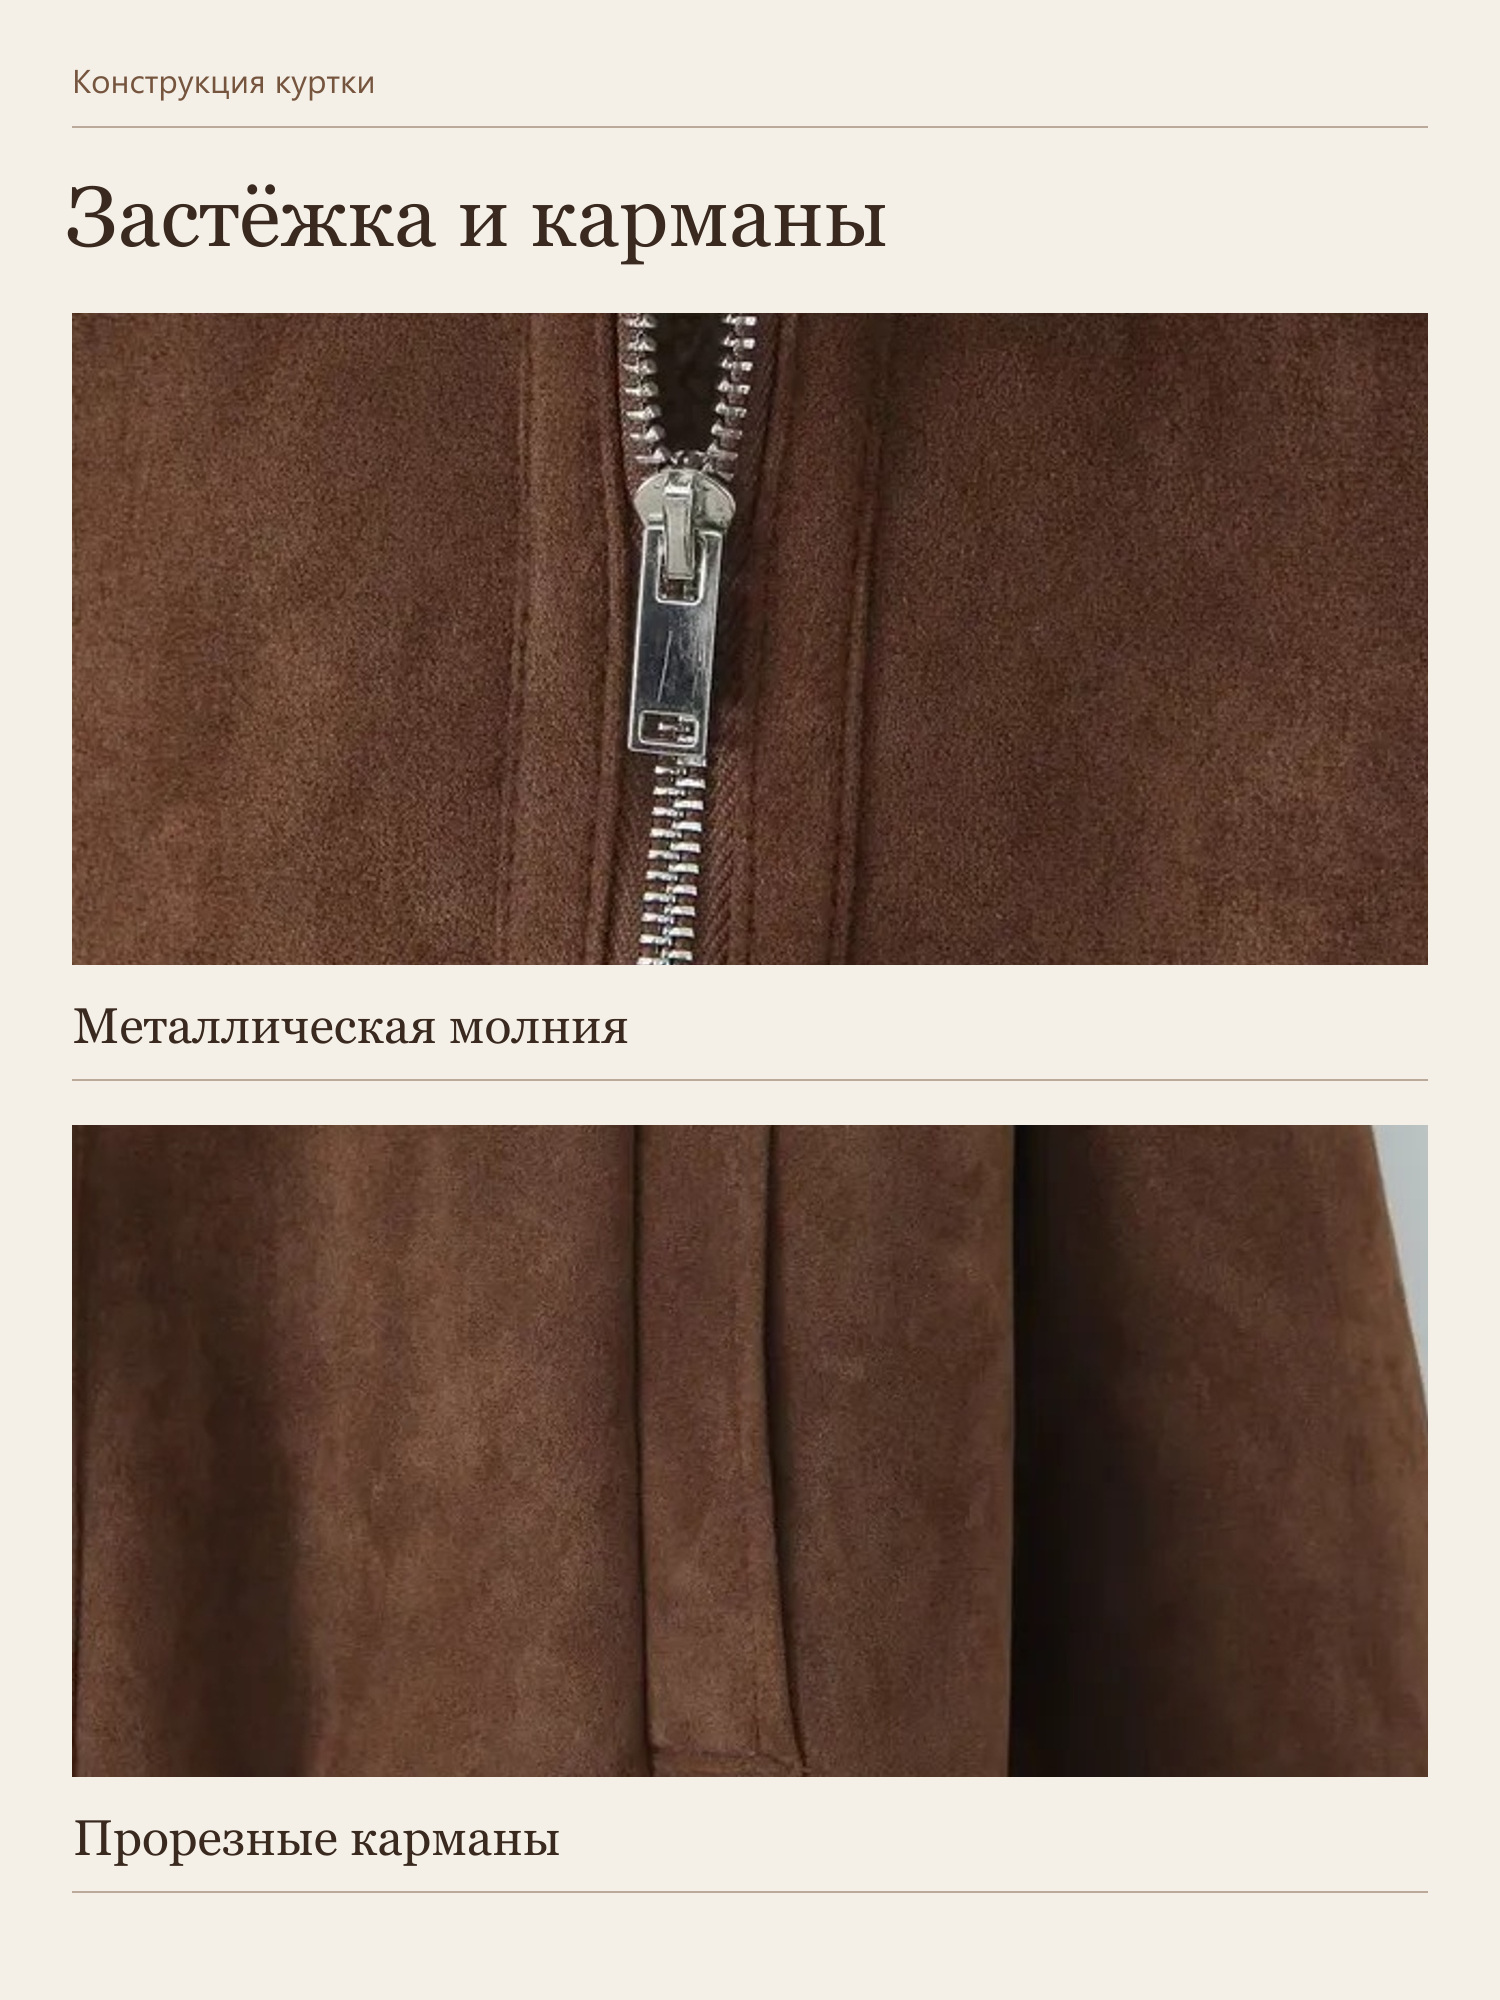 Конструкция куртки
Застёжка и карманы
Металлическая молния
Прорезные карманы